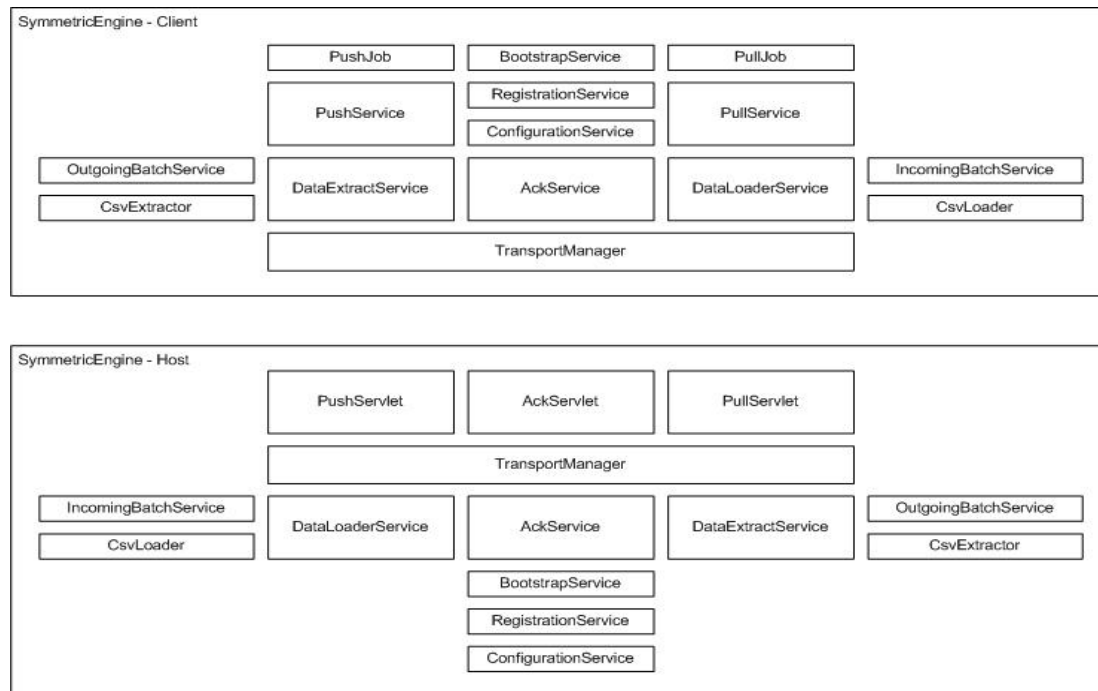 SymmetricEngine - Client
PushJob
BootstrapService
PullJob
PushService
RegistrationService
ConfigurationService
PullService
OutgoingBatchService
CsvExtractor
DataExtractService
AckService
DataLoaderService
IncomingBatchService
CsvLoader
TransportManager
SymmetricEngine - Host
PushServlet
AckServlet
PullServlet
TransportManager
IncomingBatchService
CsvLoader
DataLoaderService
AckService
DataExtractService
OutgoingBatchService
CsvExtractor
BootstrapService
RegistrationService
ConfigurationService